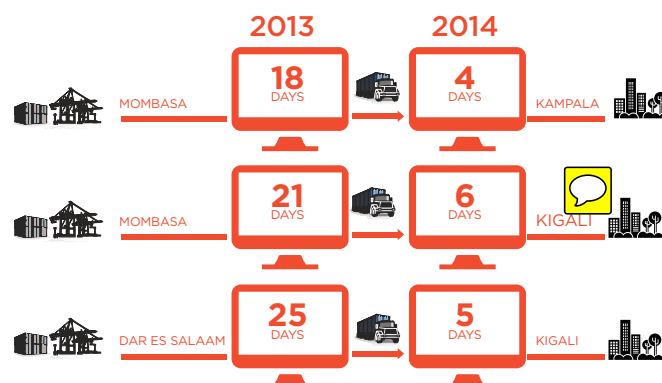 2013
2014
MOMBASA
18
DAYS
4
DAYS
KAMPALA
MOMBASA
21
DAYS
6
DAYS
KIGALI
DAR ES SALAAM
25
DAYS
5
DAYS
KIGALI